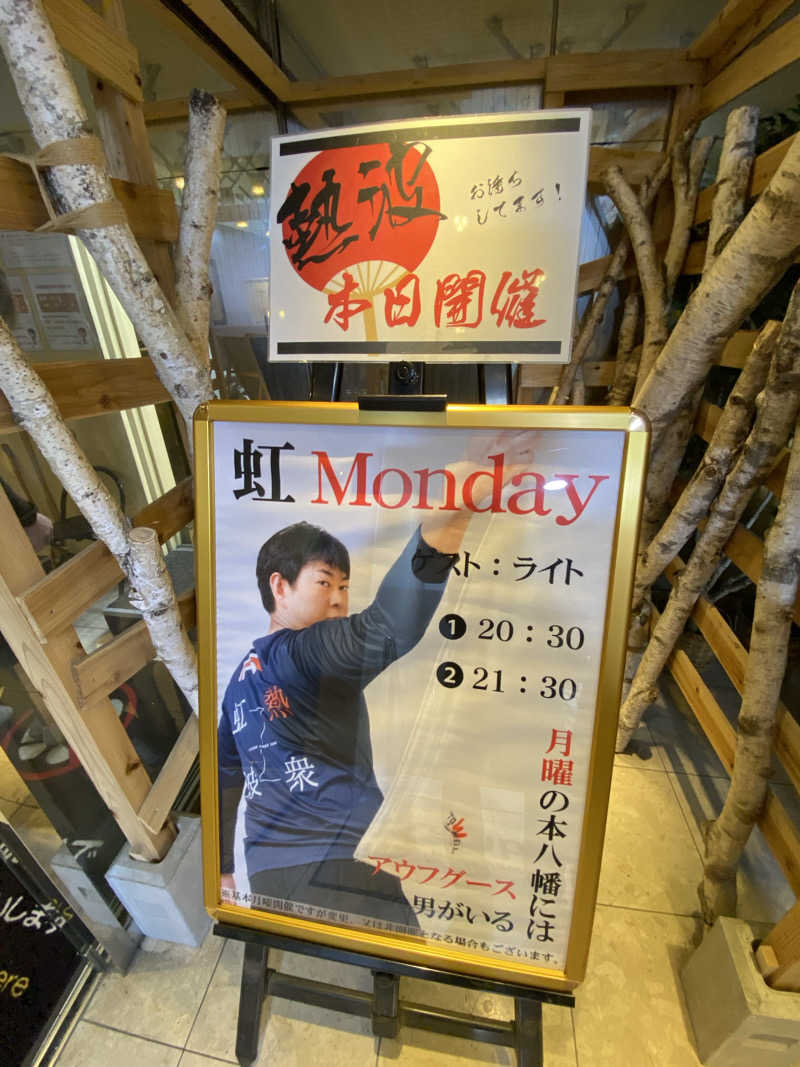 熱波
お待ち
してます!
本日開催
虹 Monday
ゲスト:ライト
❶ 20:30
❷ 21:30
月曜の本八幡には
アウフグース
男がいる
虹→熱
波 衆
ere